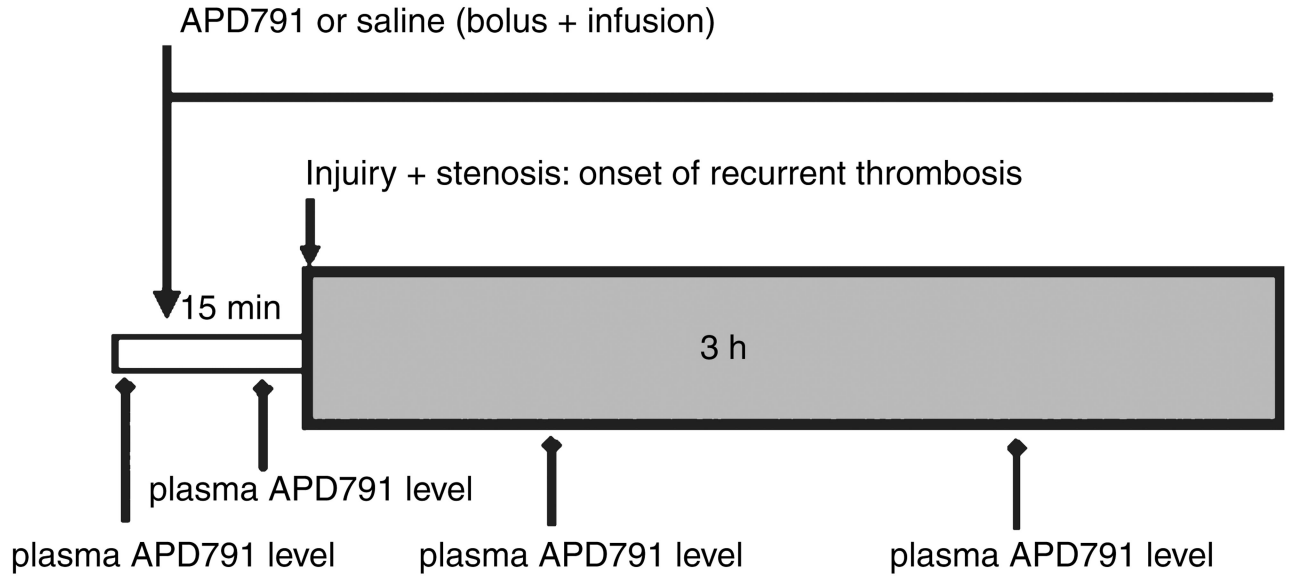 APD791 or saline (bolus + infusion)
Injuiry + stenosis: onset of recurrent thrombosis
15 min
3 h
plasma APD791 level
plasma APD791 level
plasma APD791 level
plasma APD791 level